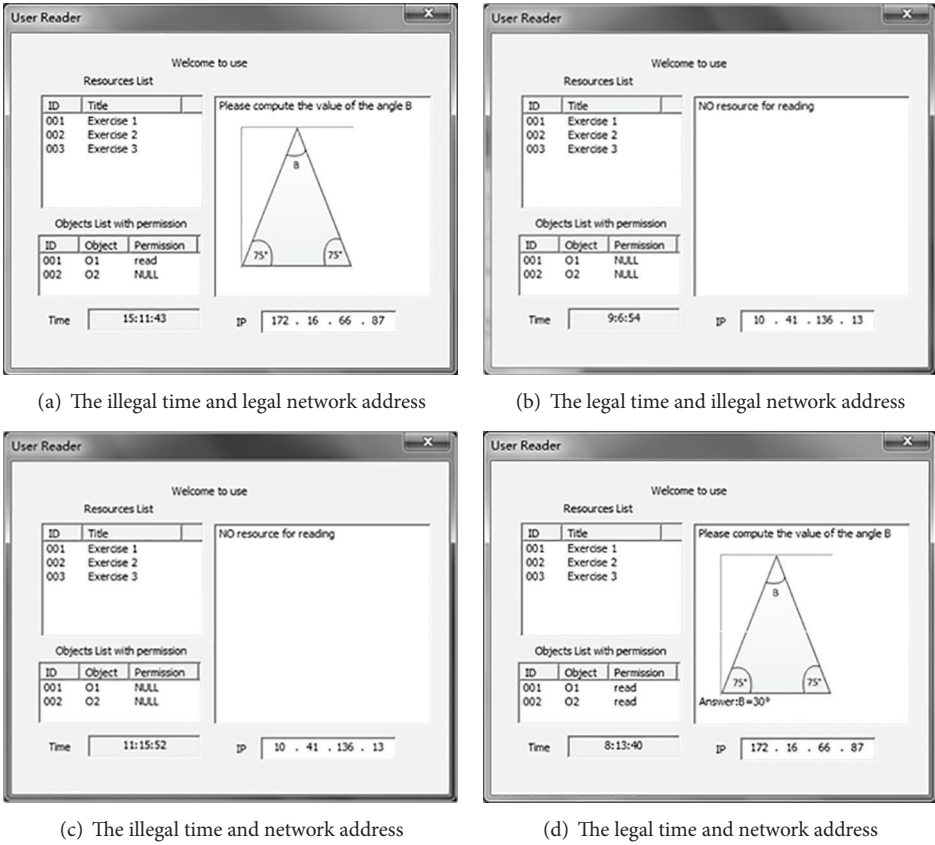 User Reader
X
Welcome to use
Resources List
ID Title
001 Exercise 1
002 Exercise 2
003 Exercise 3
Objects List with permission
ID Object Permission
001 O1 read
002 O2 NULL
Time 15:11:43
Please compute the value of the angle B
B
75° 75°
IP 172 . 16 . 66 . 87
(a) The illegal time and legal network address
User Reader
X
Welcome to use
Resources List
ID Title
001 Exercise 1
002 Exercise 2
003 Exercise 3
Objects List with permission
ID Object Permission
001 O1 NULL
002 O2 NULL
Time 9:6:54
NO resource for reading
IP 10 . 41 . 136 . 13
(b) The legal time and illegal network address
User Reader
X
Welcome to use
Resources List
ID Title
001 Exercise 1
002 Exercise 2
003 Exercise 3
Objects List with permission
ID Object Permission
001 O1 NULL
002 O2 NULL
Time 11:15:52
NO resource for reading
IP 10 . 41 . 136 . 13
(c) The illegal time and network address
User Reader
X
Welcome to use
Resources List
ID Title
001 Exercise 1
002 Exercise 2
003 Exercise 3
Objects List with permission
ID Object Permission
001 O1 read
002 O2 read
Time 8:13:40
Please compute the value of the angle B
B
75° 75°
Answer:B=30°
IP 172 . 16 . 66 . 87
(d) The legal time and network address